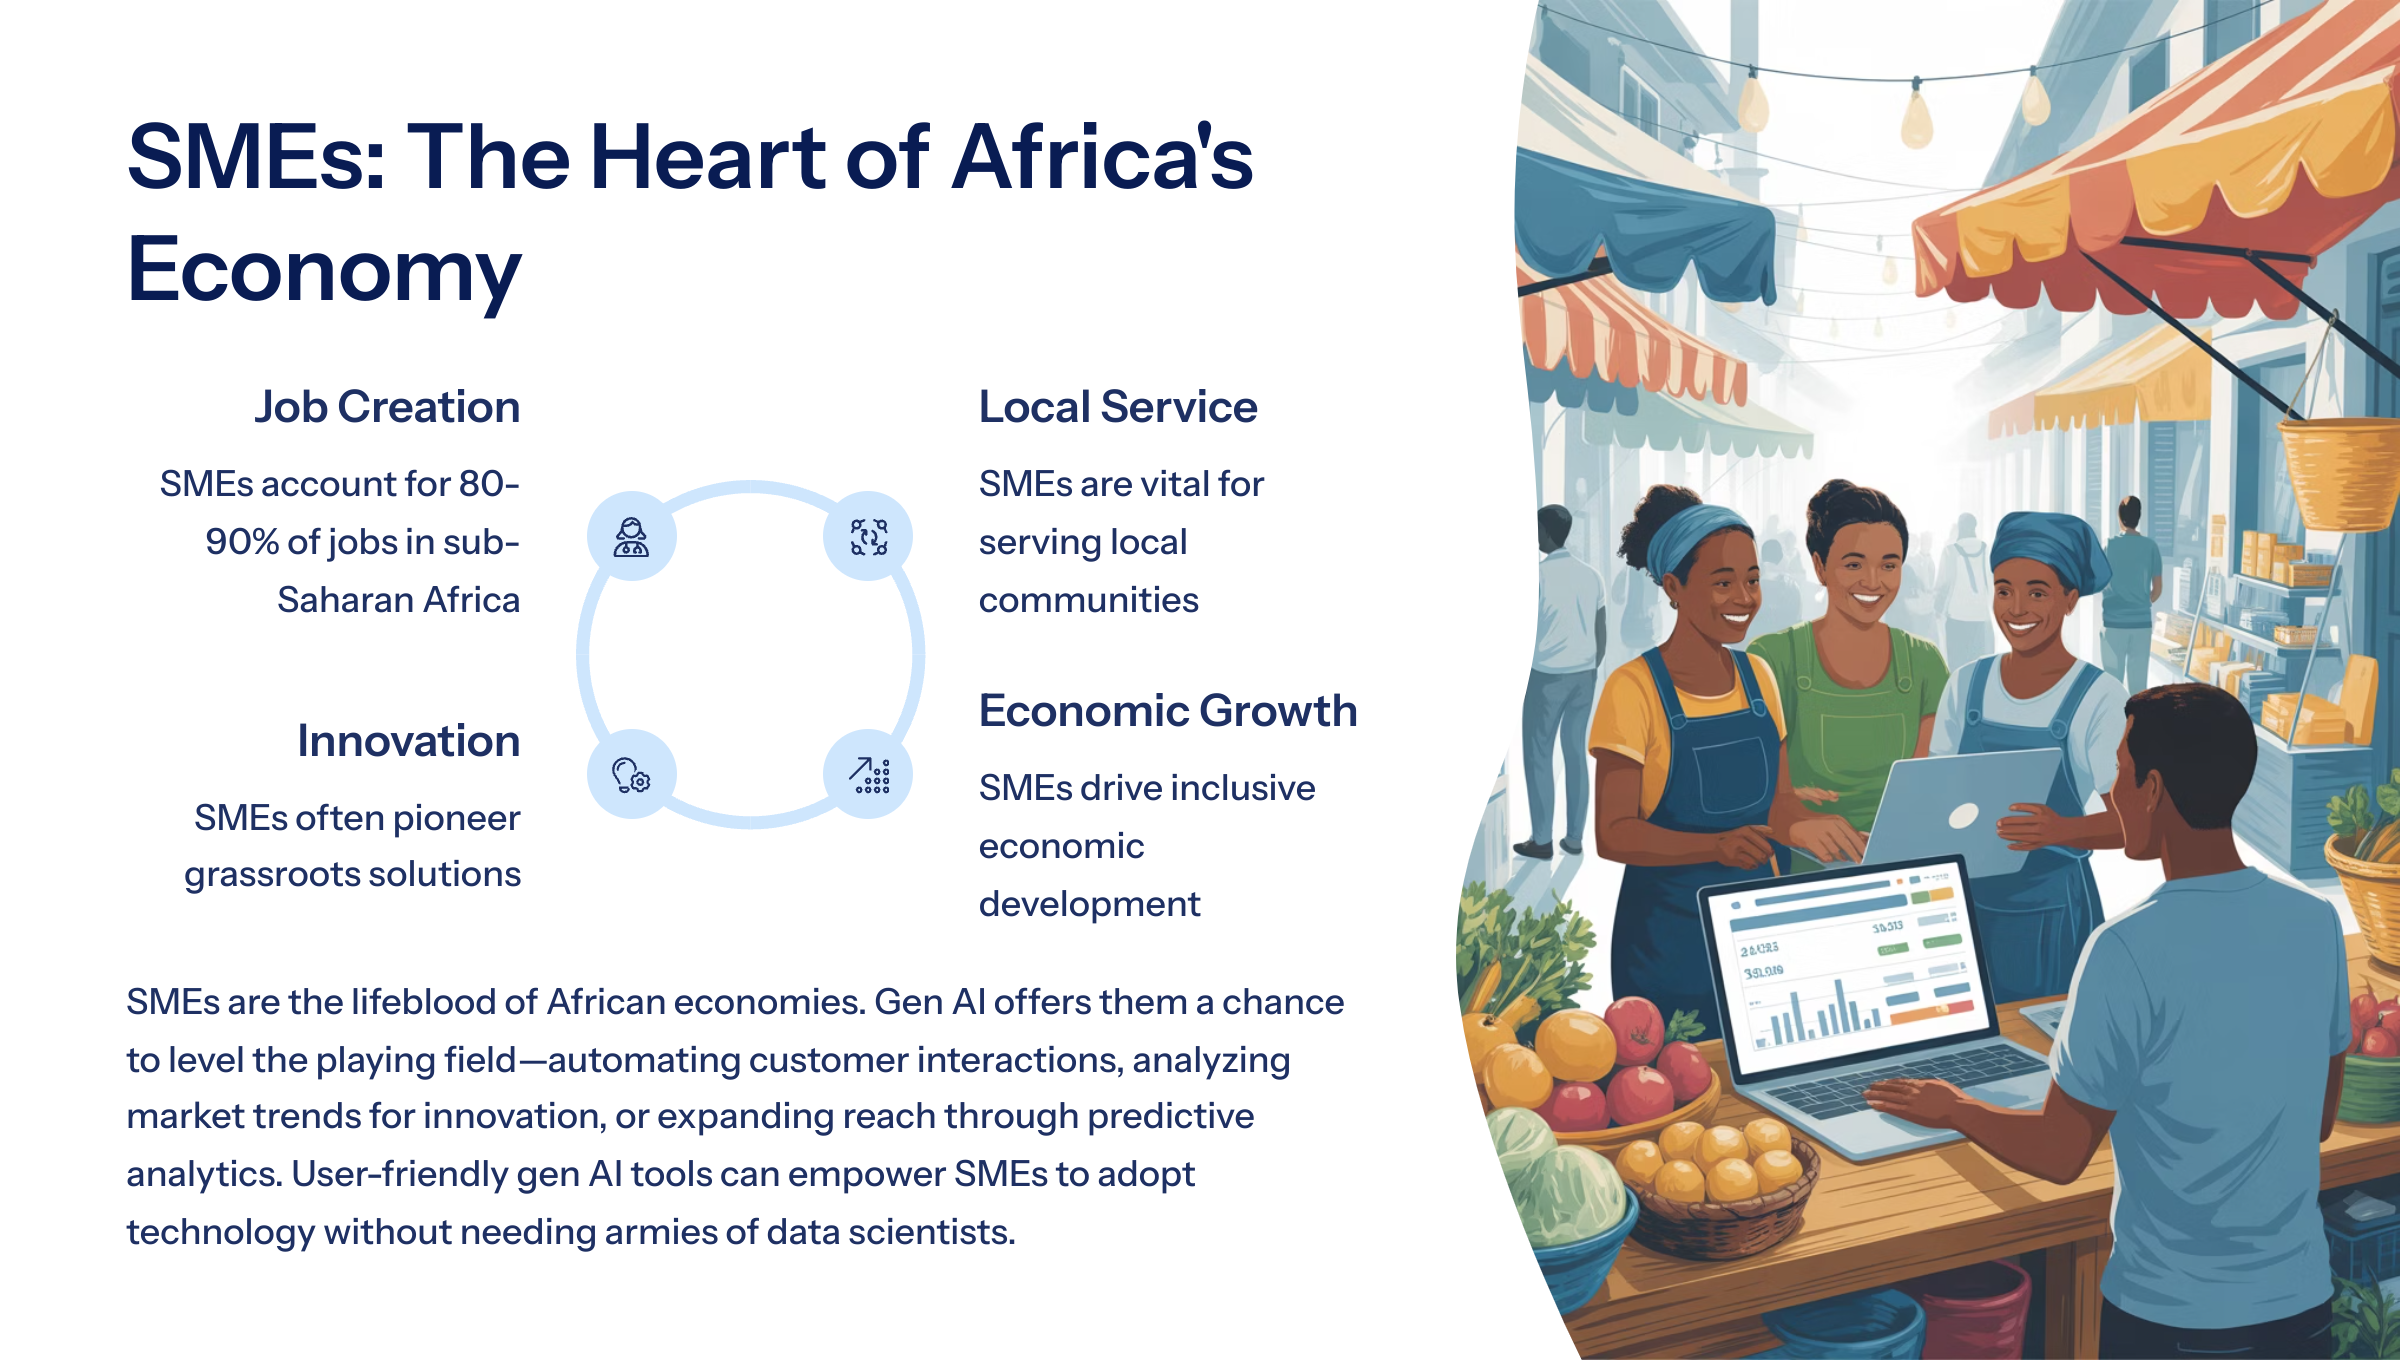 SMEs: The Heart of Africa's
Economy
Job Creation
SMEs account for 80-
90% of jobs in sub-
Saharan Africa
Local Service
SMEs are vital for
serving local
communities
Innovation
SMEs often pioneer
grassroots solutions
Economic Growth
SMEs drive inclusive
economic
development
SMEs are the lifeblood of African economies. Gen AI offers them a chance
to level the playing field—automating customer interactions, analyzing
market trends for innovation, or expanding reach through predictive
analytics. User-friendly gen AI tools can empower SMEs to adopt
technology without needing armies of data scientists.